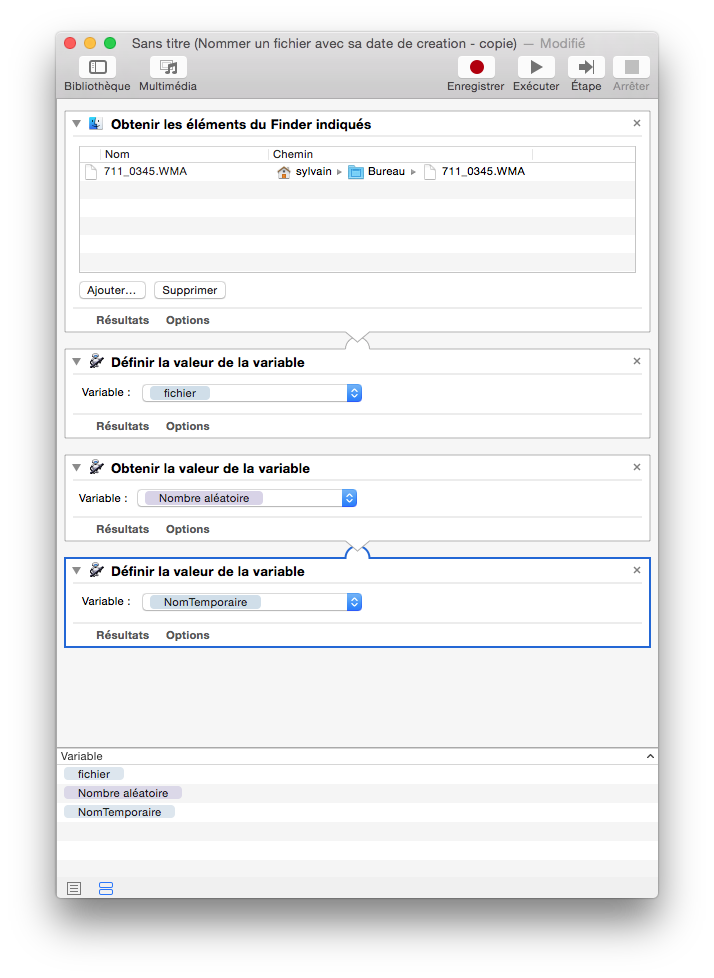 Sans titre (Nommer un fichier avec sa date de creation - copie) — Modifié
Bibliothèque Multimédia Enregistrer Exécuter Étape Arrêter
Obtenir les éléments du Finder indiqués
Nom Chemin
711_0345.WMA sylvain Bureau 711_0345.WMA
Ajouter... Supprimer
Résultats Options
Définir la valeur de la variable
Variable : fichier
Résultats Options
Obtenir la valeur de la variable
Variable : Nombre aléatoire
Résultats Options
Définir la valeur de la variable
Variable : NomTemporaire
Résultats Options
Variable
fichier
Nombre aléatoire
NomTemporaire